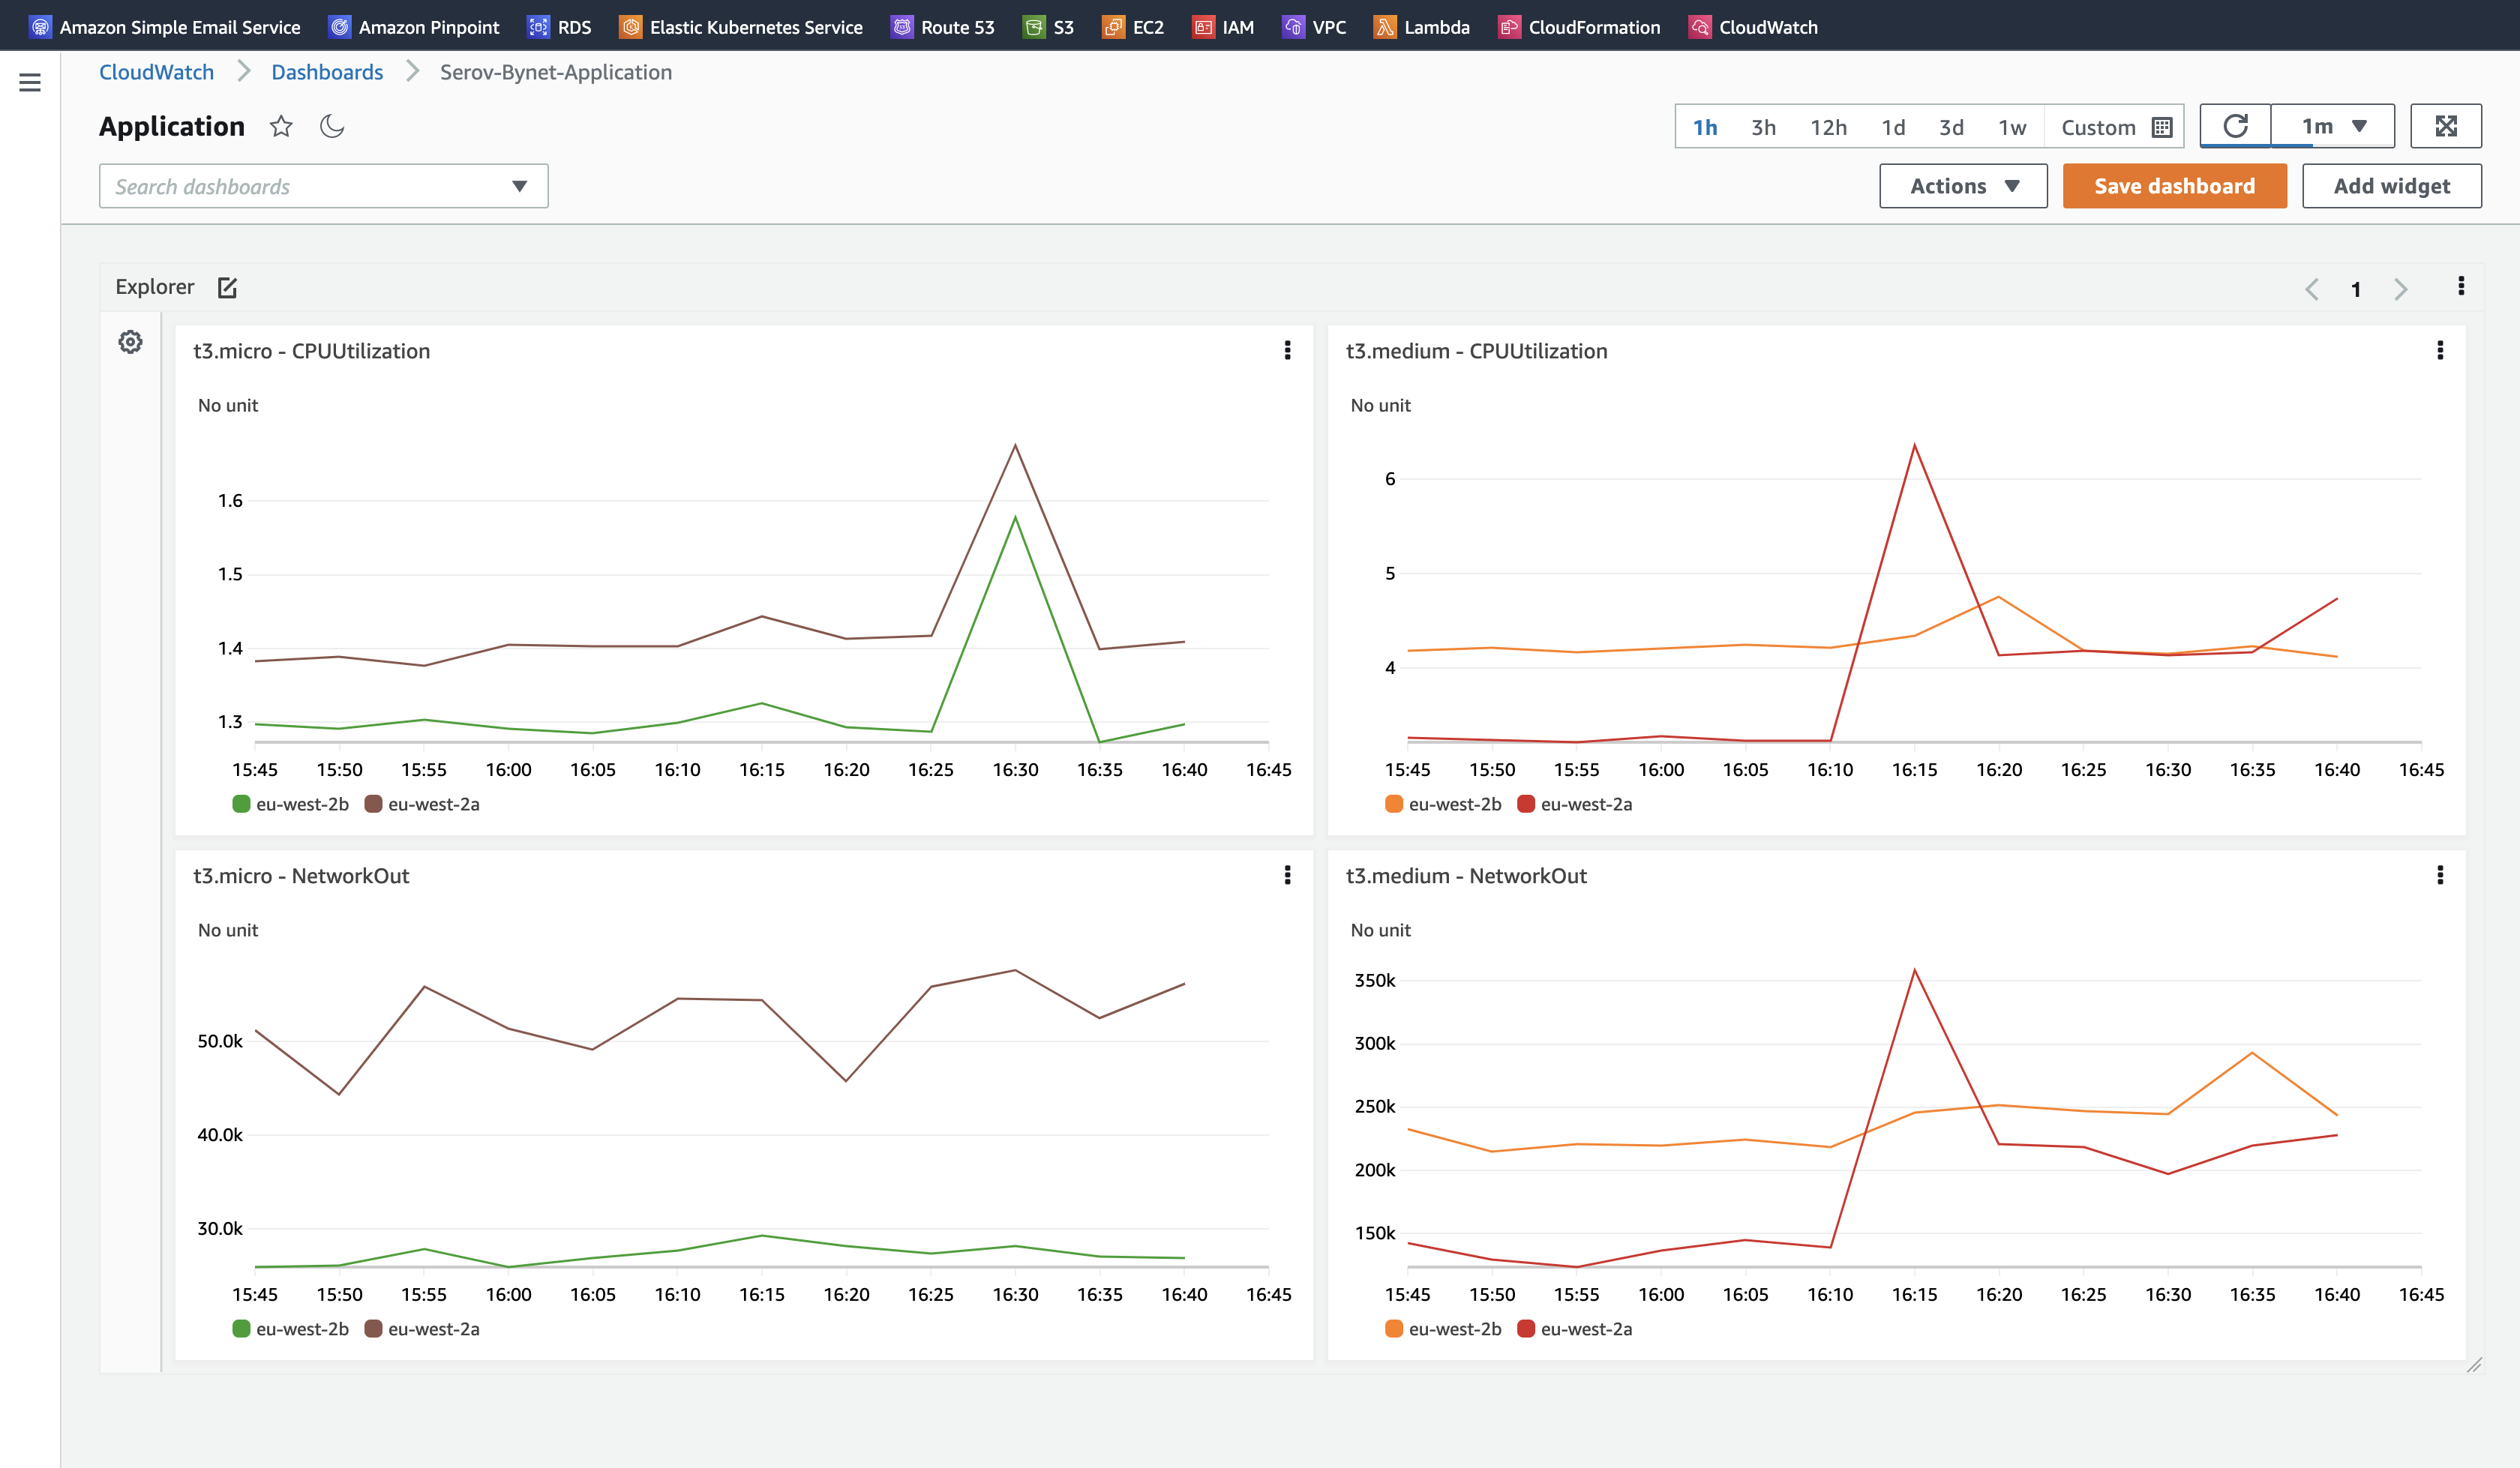 Amazon Simple Email Service Amazon Pinpoint RDS Elastic Kubernetes Service Route 53 S3 EC2 IAM VPC Lambda CloudFormation CloudWatch
CloudWatch Dashboards Serov-Bynet-Application
Application
1h 3h 12h 1d 3d 1w Custom 1m
Search dashboards
Actions Save dashboard Add widget
Explorer
1
t3.micro - CPUUtilization
No unit
1.6
1.5
1.4
1.3
15:45 15:50 15:55 16:00 16:05 16:10 16:15 16:20 16:25 16:30 16:35 16:40 16:45
eu-west-2b eu-west-2a
t3.medium - CPUUtilization
No unit
6
5
4
15:45 15:50 15:55 16:00 16:05 16:10 16:15 16:20 16:25 16:30 16:35 16:40 16:45
eu-west-2b eu-west-2a
t3.micro - NetworkOut
No unit
50.0k
40.0k
30.0k
15:45 15:50 15:55 16:00 16:05 16:10 16:15 16:20 16:25 16:30 16:35 16:40 16:45
eu-west-2b eu-west-2a
t3.medium - NetworkOut
No unit
350k
300k
250k
200k
150k
15:45 15:50 15:55 16:00 16:05 16:10 16:15 16:20 16:25 16:30 16:35 16:40 16:45
eu-west-2b eu-west-2a